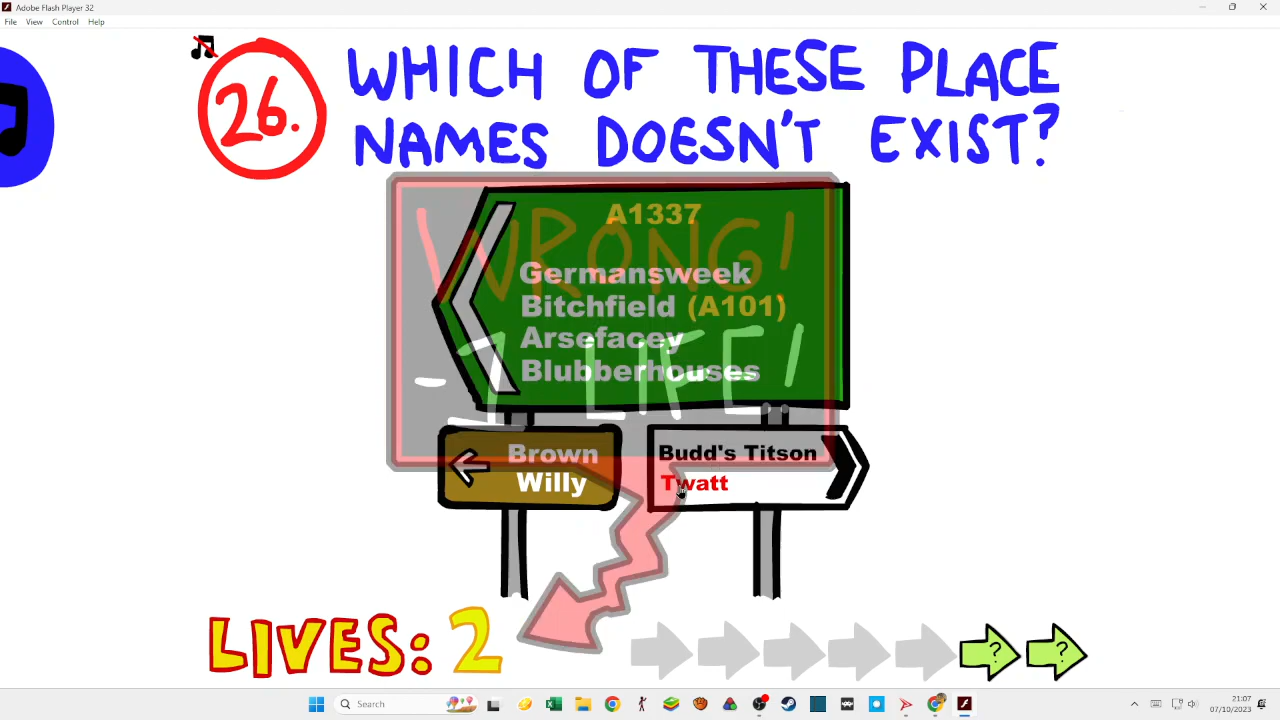 Adobe Flash Player 32
File View Control Help
26.
WHICH OF THESE PLACE
NAMES DOESN'T EXIST?
WRONG!
-1 LIFE!
A1337
Germansweek
Bitchfield (A101)
Arsefacey
Blubberhouses
Brown
Willy
Budd's Titson
Twatt
LIVES: 2
? ?
Search
21:07
07/10/2023